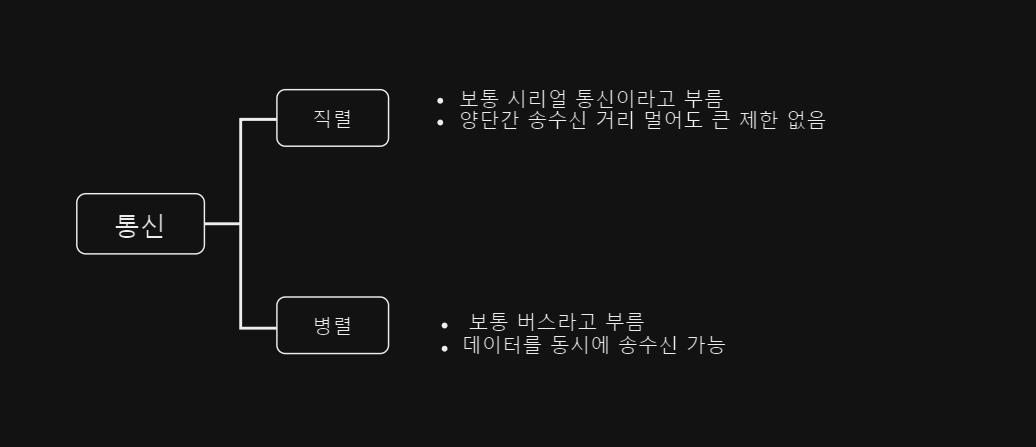 통신
직렬
• 보통 시리얼 통신이라고 부름
• 양단간 송수신 거리 멀어도 큰 제한 없음
병렬
• 보통 버스라고 부름
• 데이터를 동시에 송수신 가능